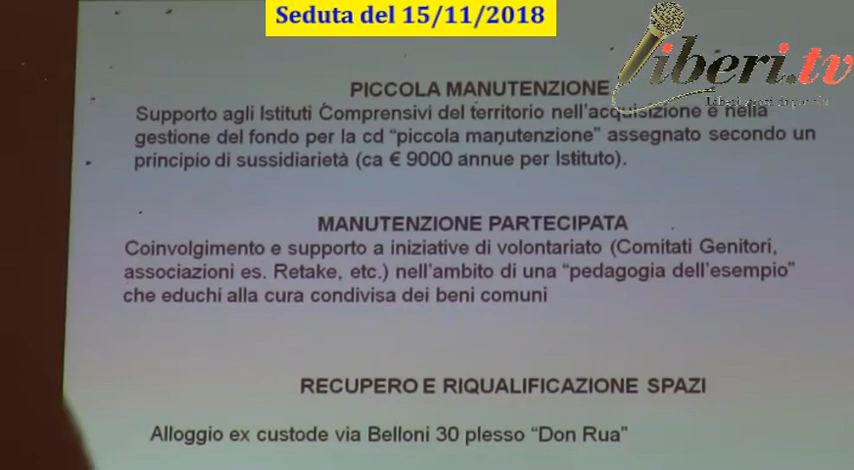 Seduta del 15/11/2018
iberi.tv
PICCOLA MANUTENZIONE
Supporto agli Istituti Comprensivi del territorio nell'acquisizione e nella
gestione del fondo per la cd "piccola manutenzione" assegnato secondo un
principio di sussidiarietà (ca € 9000 annue per Istituto).
MANUTENZIONE PARTECIPATA
Coinvolgimento e supporto a iniziative di volontariato (Comitati Genitori,
associazioni es. Retake, etc.) nell'ambito di una "pedagogia dell'esempio"
che educhi alla cura condivisa dei beni comuni
RECUPERO E RIQUALIFICAZIONE SPAZI
Alloggio ex custode via Belloni 30 plesso "Don Rua"